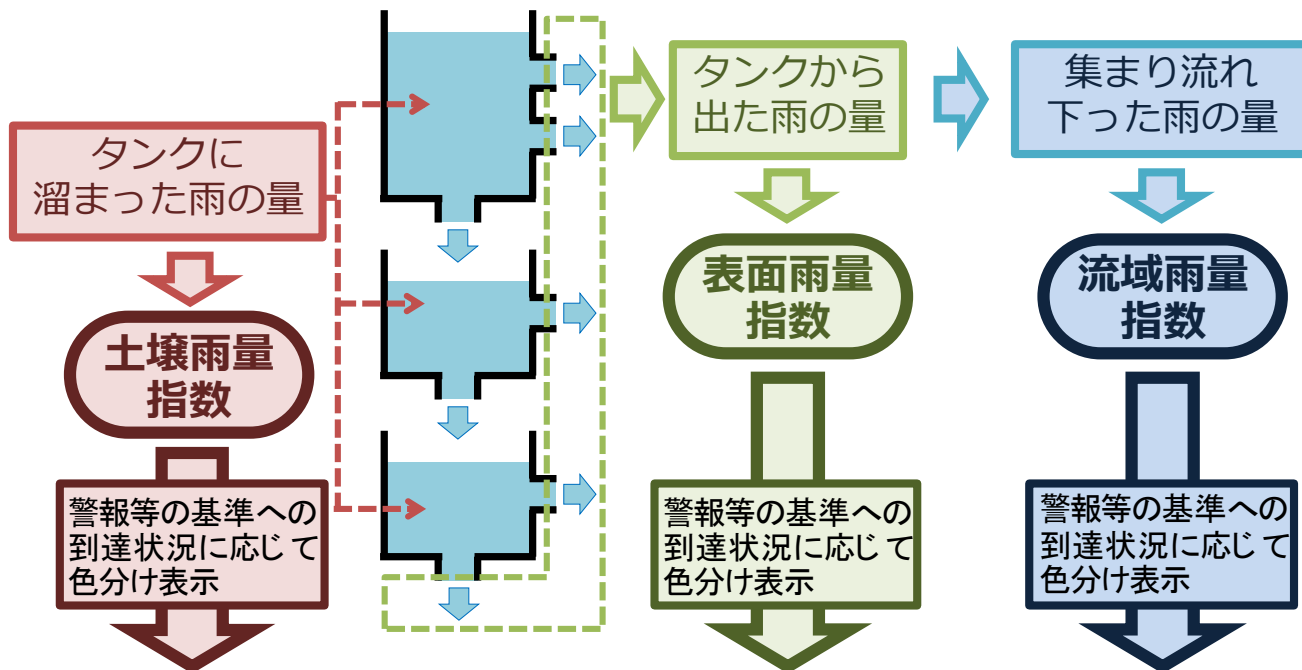 タンクに
溜まった雨の量
土壌雨量
指数
警報等の基準への
到達状況に応じて
色分け表示
タンクから
出た雨の量
表面雨量
指数
警報等の基準への
到達状況に応じて
色分け表示
集まり流れ
下った雨の量
流域雨量
指数
警報等の基準への
到達状況に応じて
色分け表示